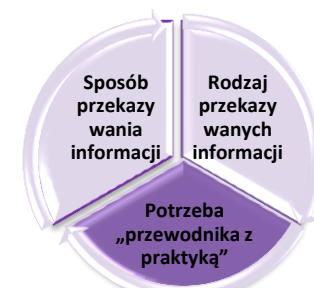 Sposób
przekazy
wania
informacji
Rodzaj
przekazy
wanych
informacji
Potrzeba
„przewodnika z
praktyką”